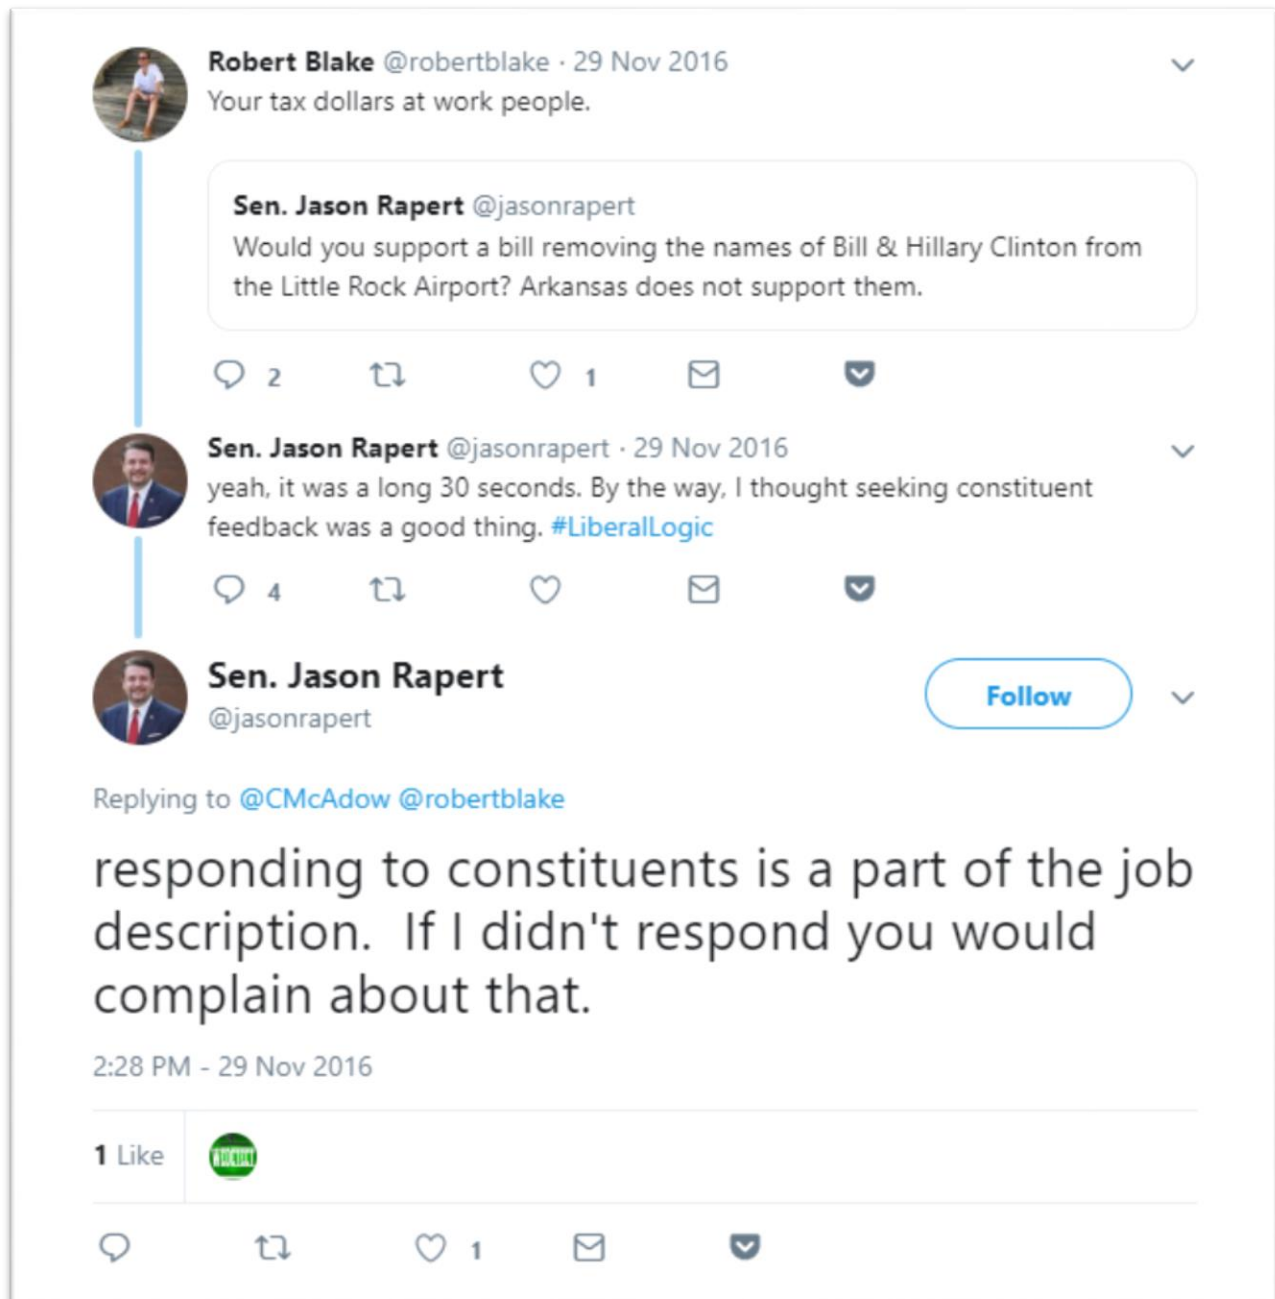 Robert Blake @robertblake · 29 Nov 2016
Your tax dollars at work people.
Sen. Jason Rapert @jasonrapert
Would you support a bill removing the names of Bill & Hillary Clinton from
the Little Rock Airport? Arkansas does not support them.
2 1
Sen. Jason Rapert @jasonrapert · 29 Nov 2016
yeah, it was a long 30 seconds. By the way, I thought seeking constituent
feedback was a good thing. #LiberalLogic
4
Sen. Jason Rapert
@jasonrapert
Follow
Replying to @CMcAdow @robertblake
responding to constituents is a part of the job
description.  If I didn't respond you would
complain about that.
2:28 PM - 29 Nov 2016
1 Like
1